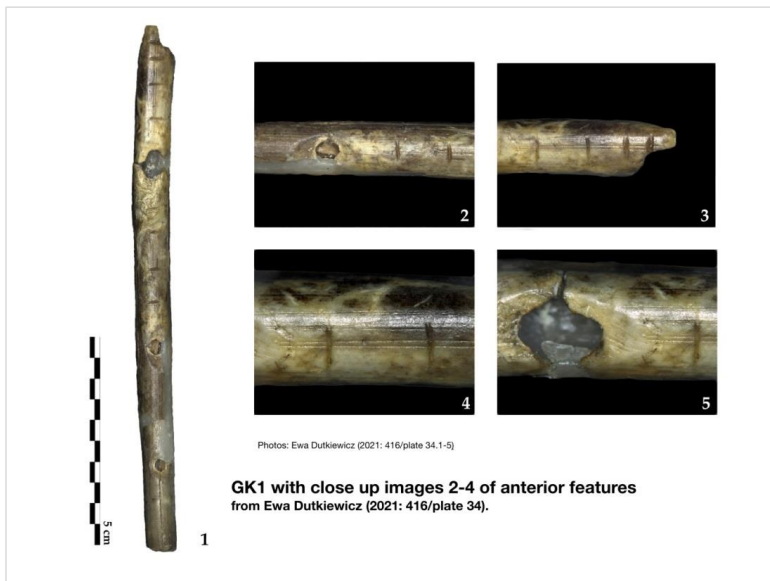 2
3
4
5
Photos: Ewa Dutkiewicz (2021: 416/plate 34.1-5)
GK1 with close up images 2-4 of anterior features
from Ewa Dutkiewicz (2021: 416/plate 34).
5 cm
1